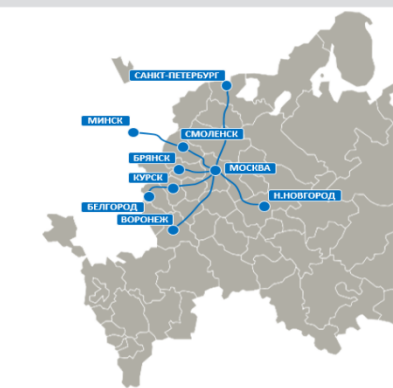 САНКТ-ПЕТЕРБУРГ
МИНСК
СМОЛЕНСК
БРЯНСК
МОСКВА
КУРСК
Н.НОВГОРОД
БЕЛГОРОД
ВОРОНЕЖ